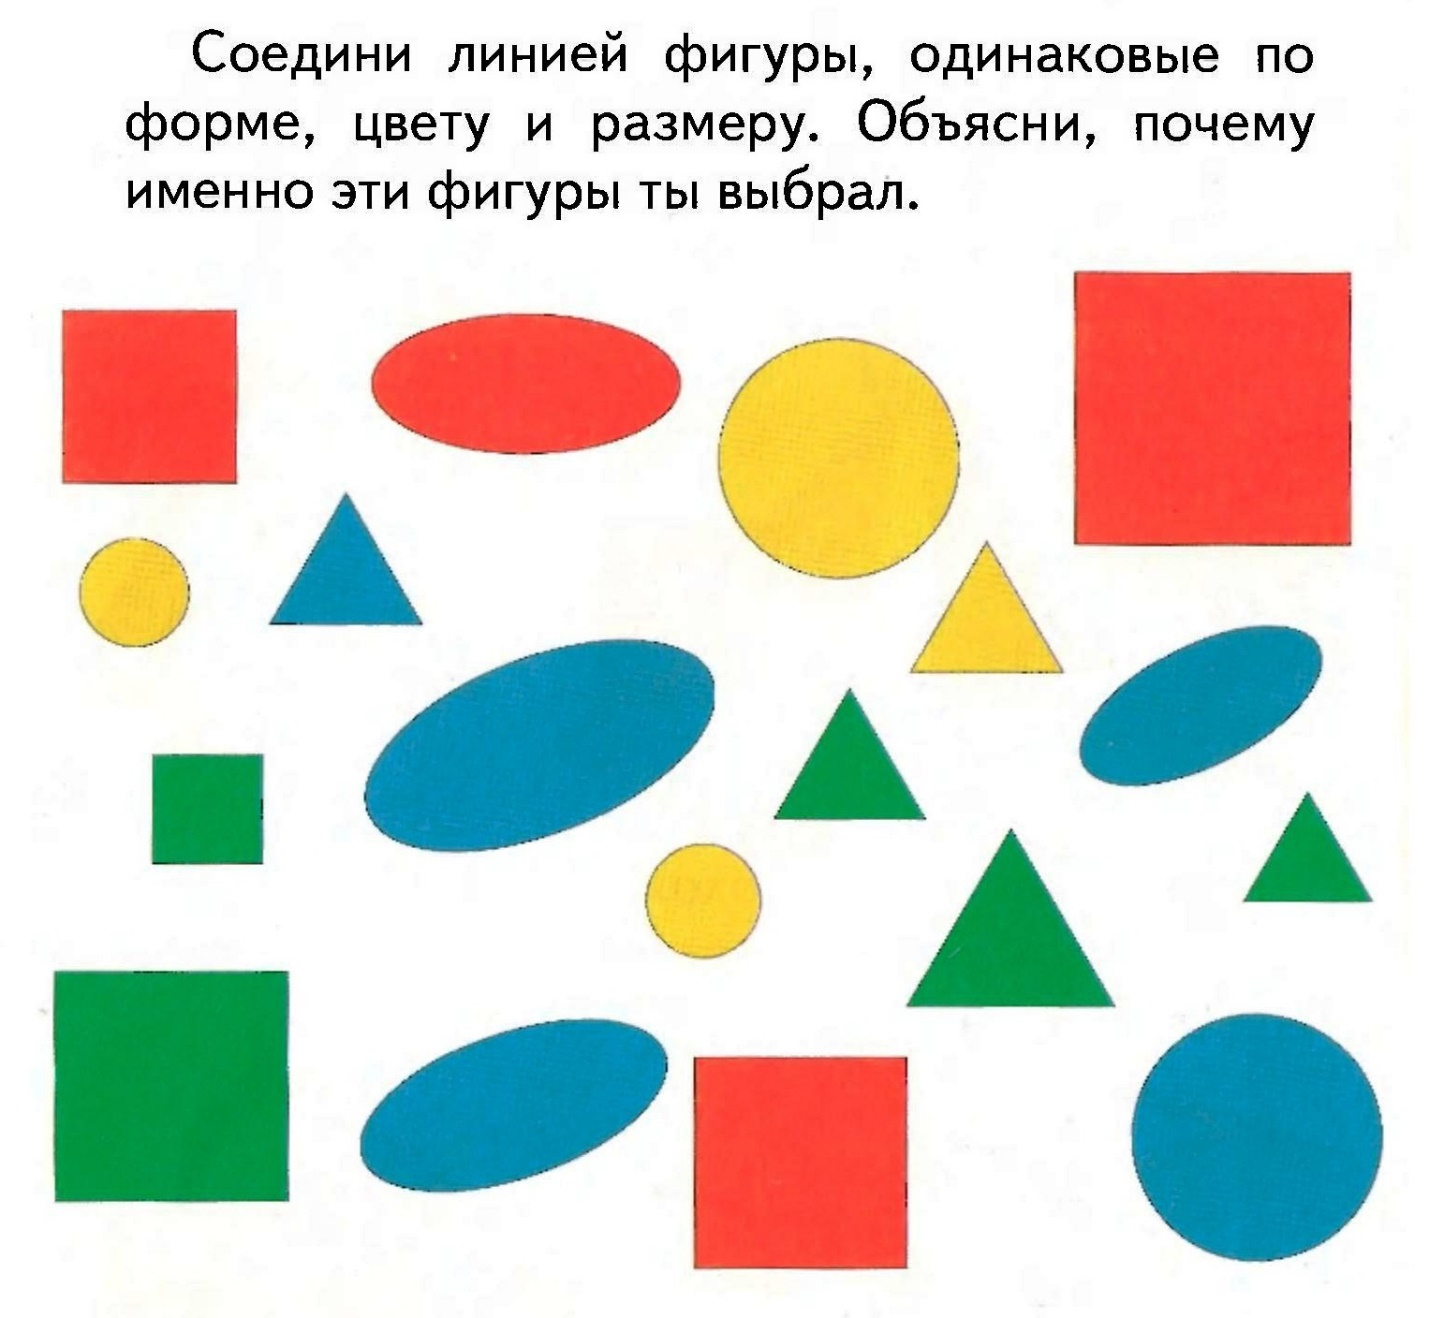 Соедини линией фигуры, одинаковые по
форме, цвету и размеру. Объясни, почему
именно эти фигуры ты выбрал.